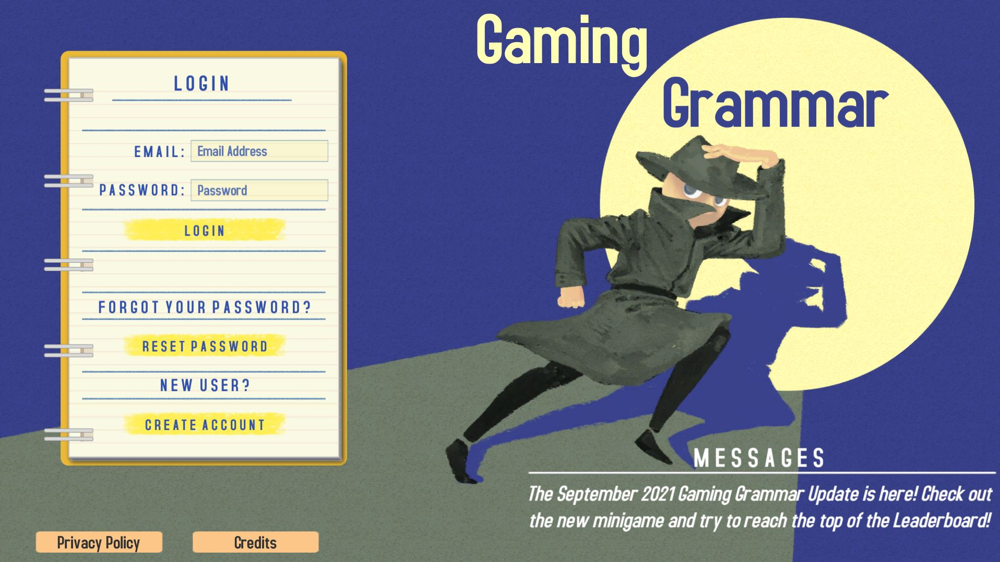 Gaming
Grammar
LOGIN
EMAIL: Email Address
PASSWORD: Password
LOGIN
FORGOT YOUR PASSWORD?
RESET PASSWORD
NEW USER?
CREATE ACCOUNT
MESSAGES
The September 2021 Gaming Grammar Update is here! Check out
the new minigame and try to reach the top of the Leaderboard!
Privacy Policy
Credits